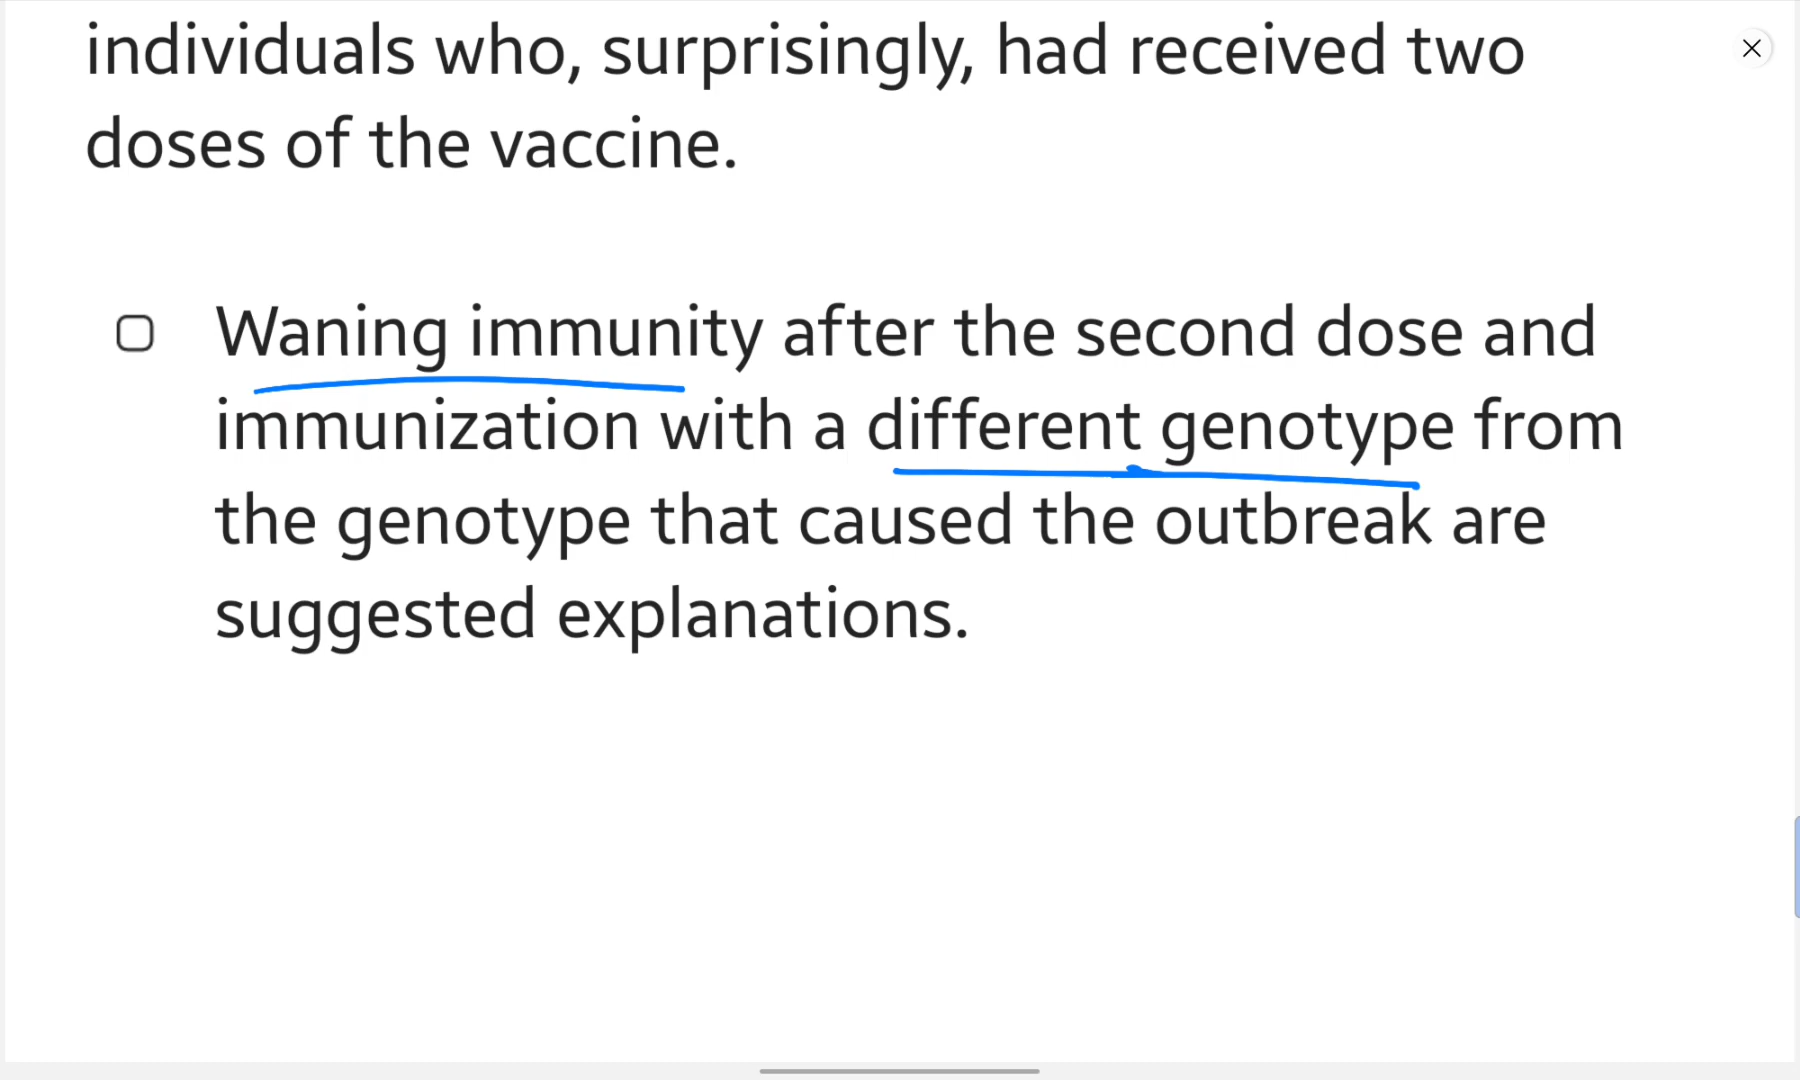 individuals who, surprisingly, had received two
doses of the vaccine.
Waning immunity after the second dose and
immunization with a different genotype from
the genotype that caused the outbreak are
suggested explanations.